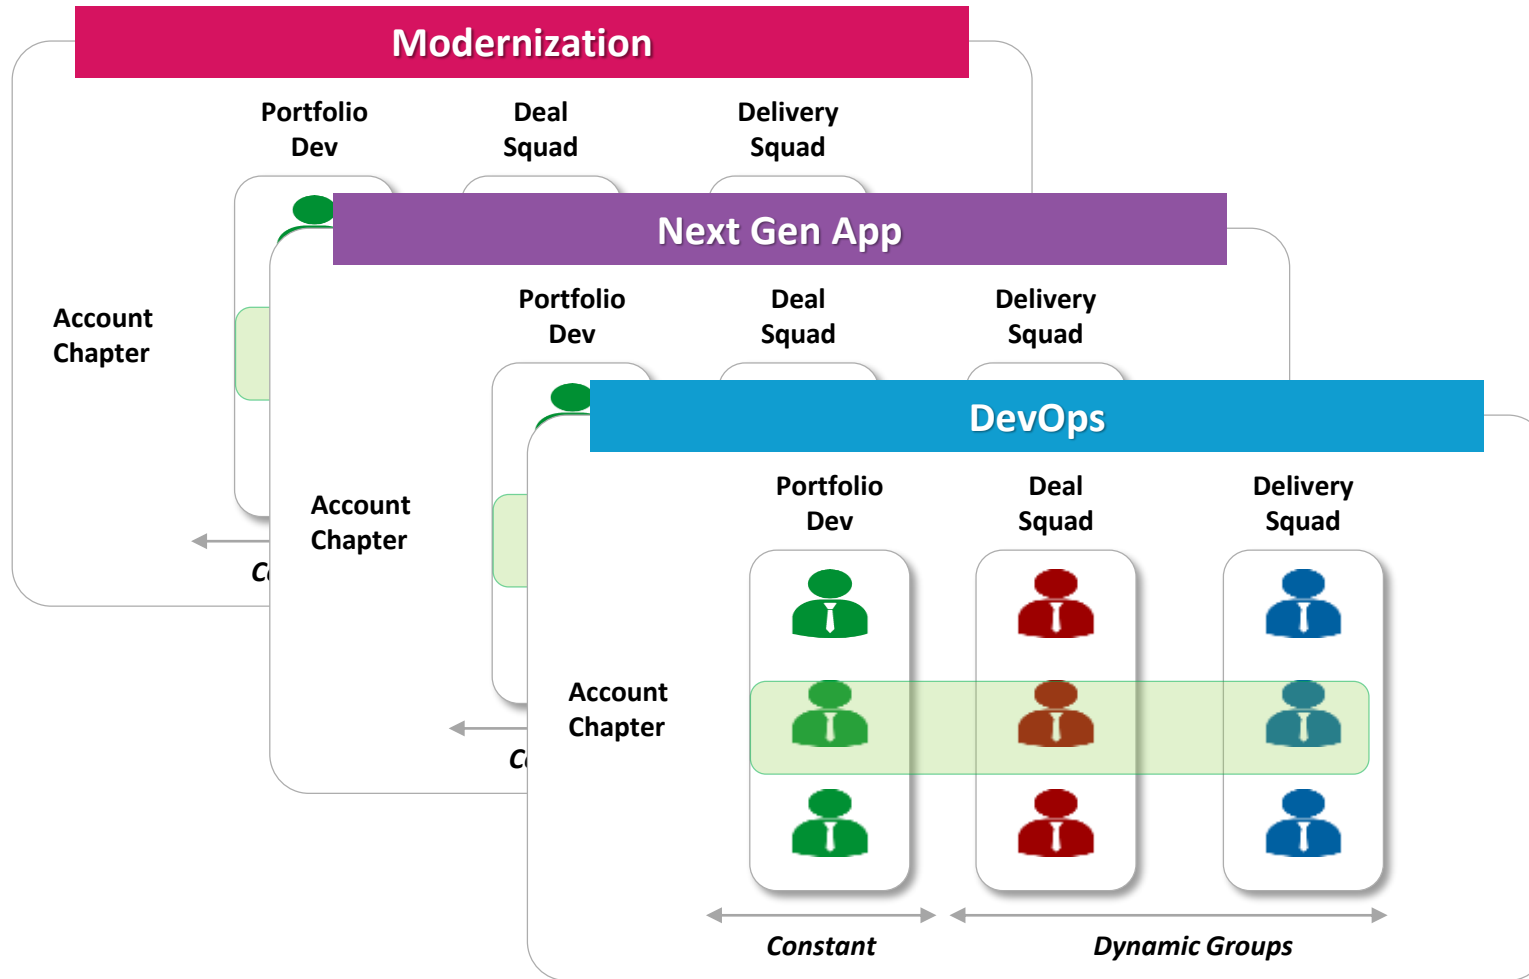 Modernization
Portfolio
Dev
Deal
Squad
Delivery
Squad
Account
Chapter
Next Gen App
Portfolio
Dev
Deal
Squad
Delivery
Squad
Account
Chapter
DevOps
Portfolio
Dev
Deal
Squad
Delivery
Squad
Account
Chapter
Constant
Dynamic Groups